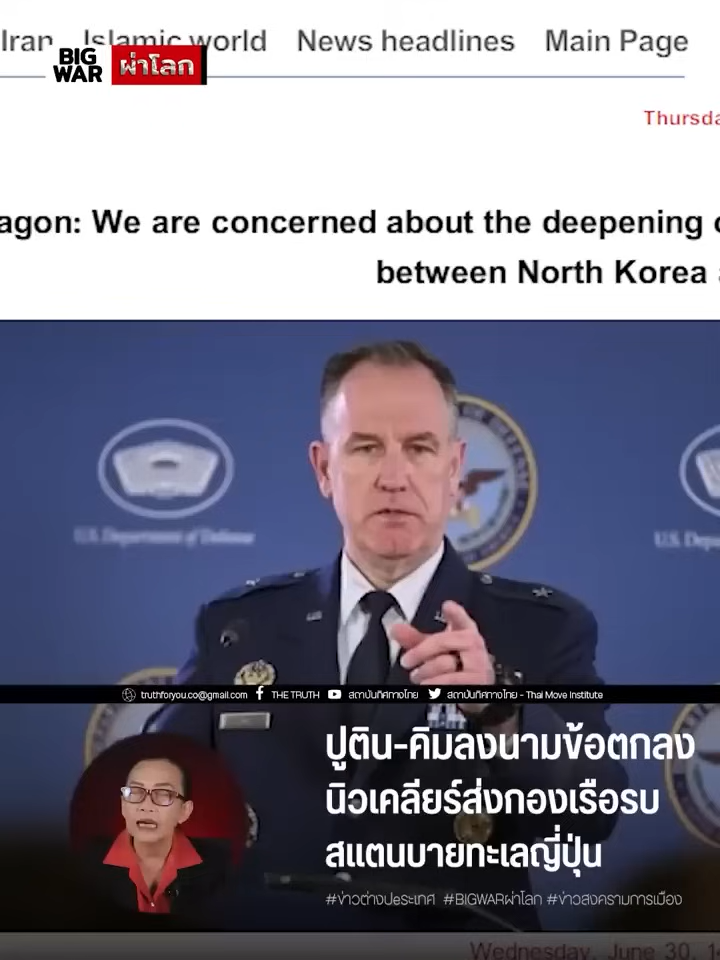 Iran Islamic world News headlines Main Page
BIG
WAR ผ่าโลก
Thursda
agon: We are concerned about the deepening
between North Korea
U.S. Department of Defense
truthforyou.co@gmail.com THE TRUTH สถาบันทิศทางไทย สถาบันทิศทางไทย - Thai Move Institute
ปูติน-คิมลงนามข้อตกลง
นิวเคลียร์ส่งกองเรือรบ
สแตนบายทะเลญี่ปุ่น
#ข่าวต่างประเทศ #BIGWARผ่าโลก #ข่าวสงครามการเมือง
Wednesday, June 30, 1